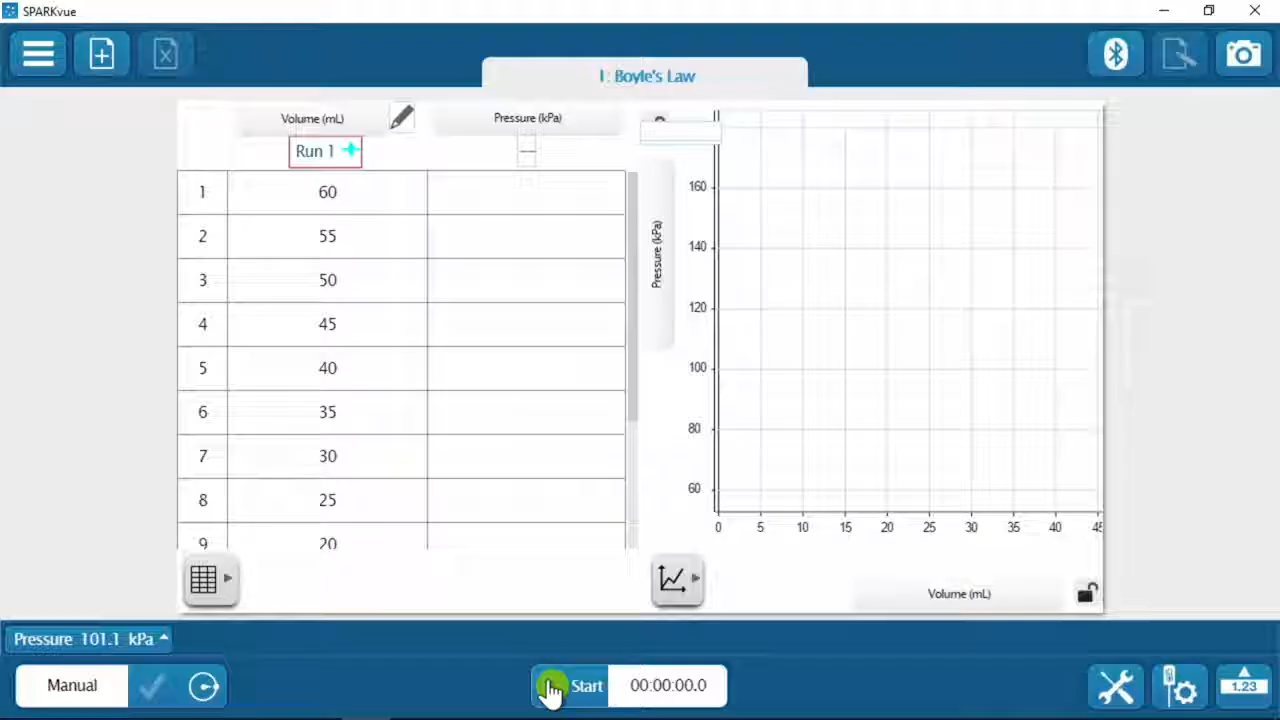 SPARKvue
1: Boyle's Law
Volume (mL)
Pressure (kPa)
Run 1
1 60
2 55
3 50
4 45
5 40
6 35
7 30
8 25
9 20
Pressure (kPa)
160
140
120
100
80
60
0 5 10 15 20 25 30 35 40 45
Volume (mL)
Pressure 101.1 kPa
Manual
Start
00:00:00.0
1.23